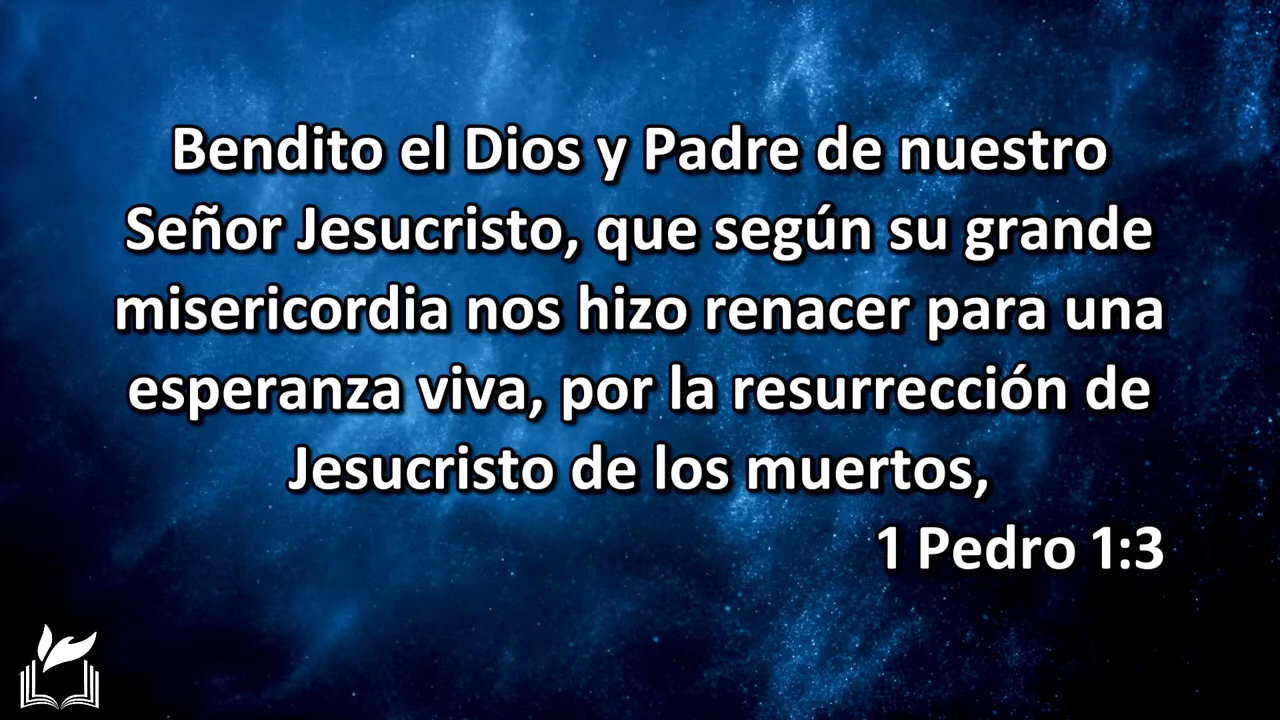 Bendito el Dios y Padre de nuestro
Señor Jesucristo, que según su grande
misericordia nos hizo renacer para una
esperanza viva, por la resurrección de
Jesucristo de los muertos,
1 Pedro 1:3